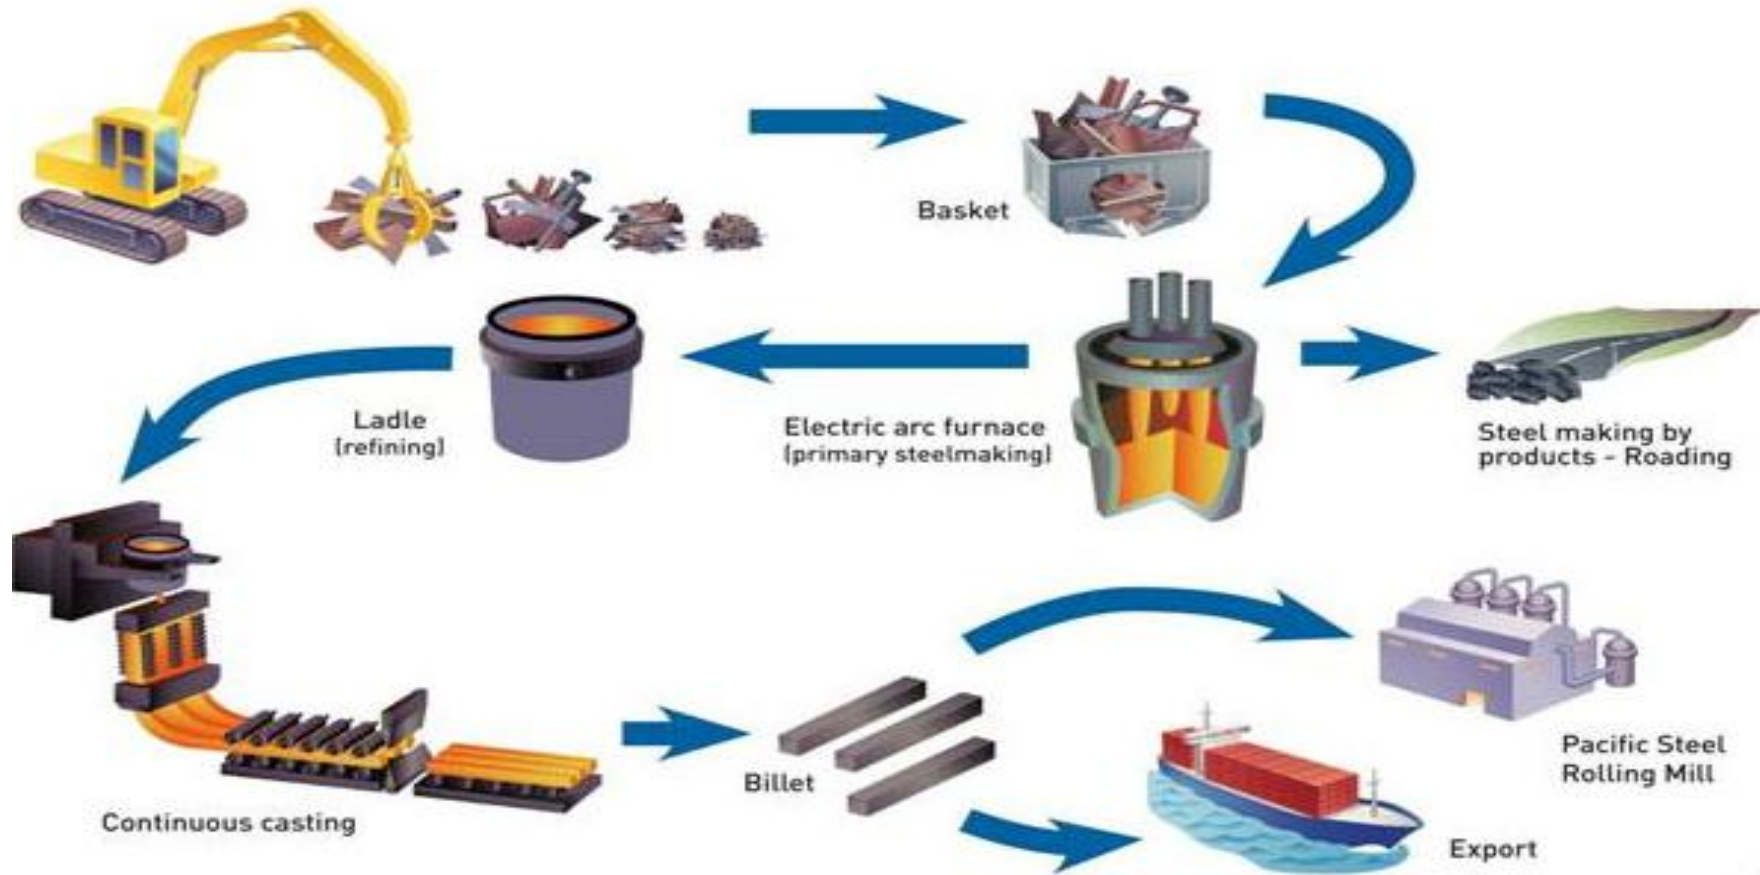 Basket
Ladle
(refining)
Electric arc furnace
(primary steelmaking)
Steel making by
products - Roading
Continuous casting
Billet
Pacific Steel
Rolling Mill
Export